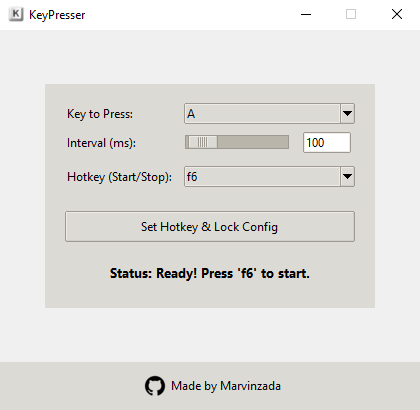 K KeyPresser
Key to Press: A
Interval (ms): 100
Hotkey (Start/Stop): f6
Set Hotkey & Lock Config
Status: Ready! Press 'f6' to start.
Made by Marvinzada